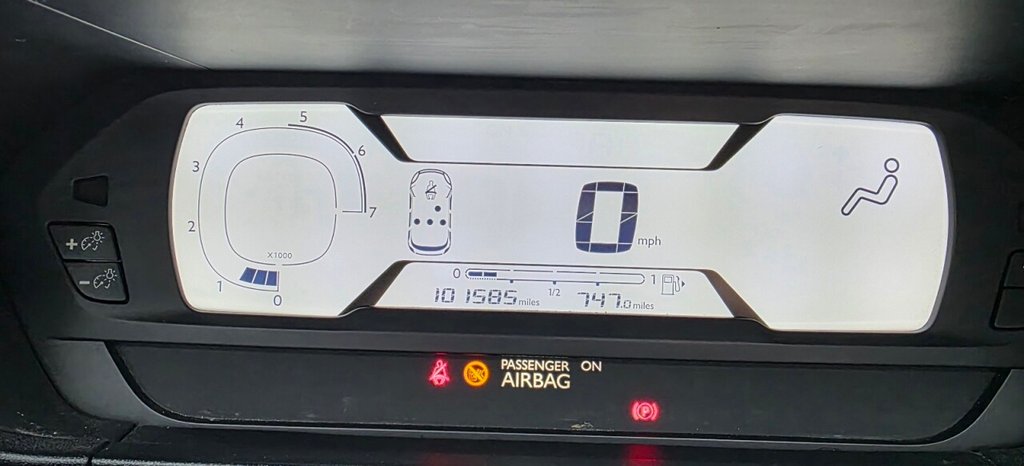 4 5
3 6
2 7
X1000
1 0
0 mph
0 1/2 1
101585 miles 747.0 miles
+
-
PASSENGER ON
AIRBAG
P